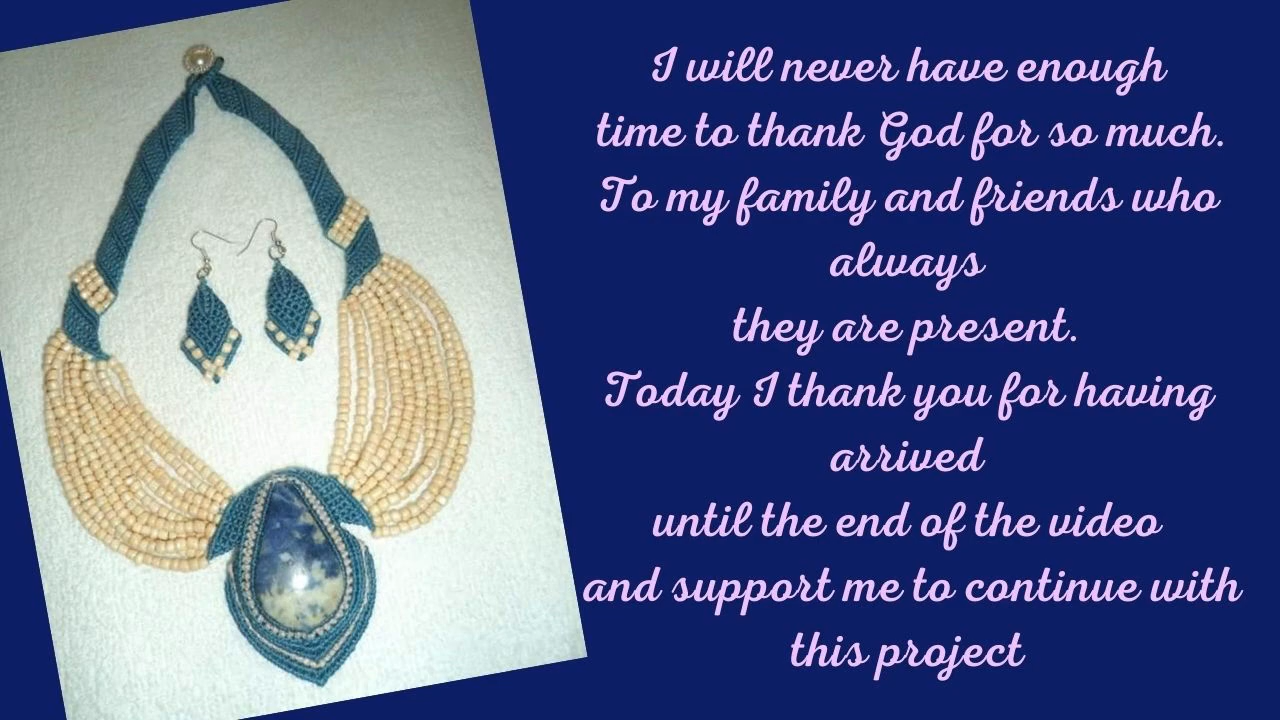 I will never have enough
time to thank God for so much.
To my family and friends who
always
they are present.
Today I thank you for having
arrived
until the end of the video
and support me to continue with
this project